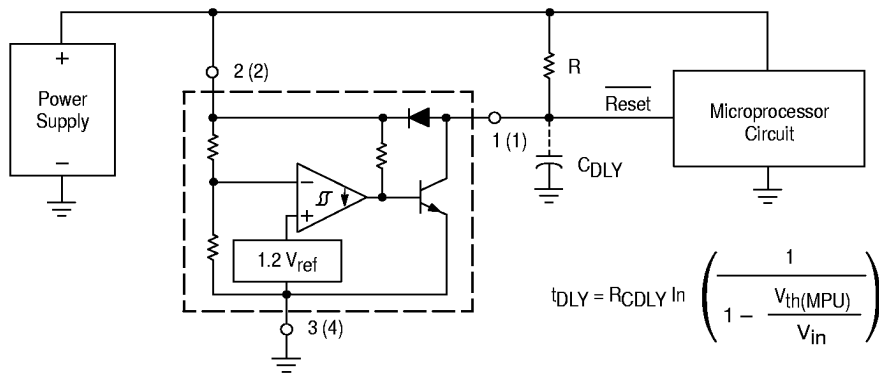 +
Power
Supply
−
2 (2)
R
Reset
Microprocessor
Circuit
1 (1)
CDLY
−
+
1.2 Vref
3 (4)
tDLY = RCDLY In ( 1 / ( 1 − Vth(MPU) / Vin ) )